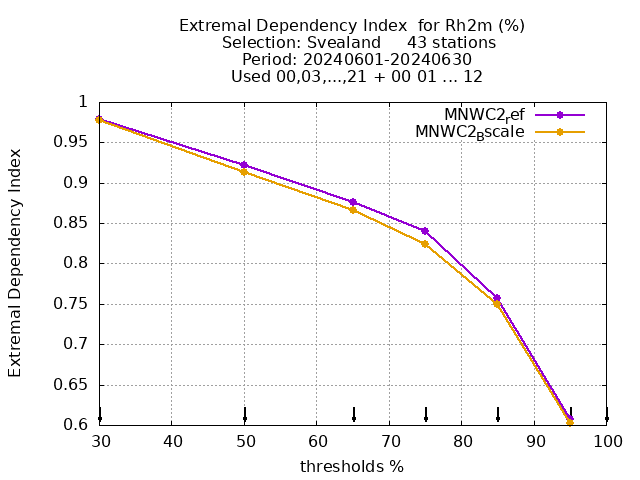 Extremal Dependency Index  for Rh2m (%)
Selection: Svealand     43 stations
Period: 20240601-20240630
Used 00,03,...,21 + 00 01 ... 12
MNWC2ref
MNWC2Bscale
Extremal Dependency Index
1
0.95
0.9
0.85
0.8
0.75
0.7
0.65
0.6
30 40 50 60 70 80 90 100
thresholds %